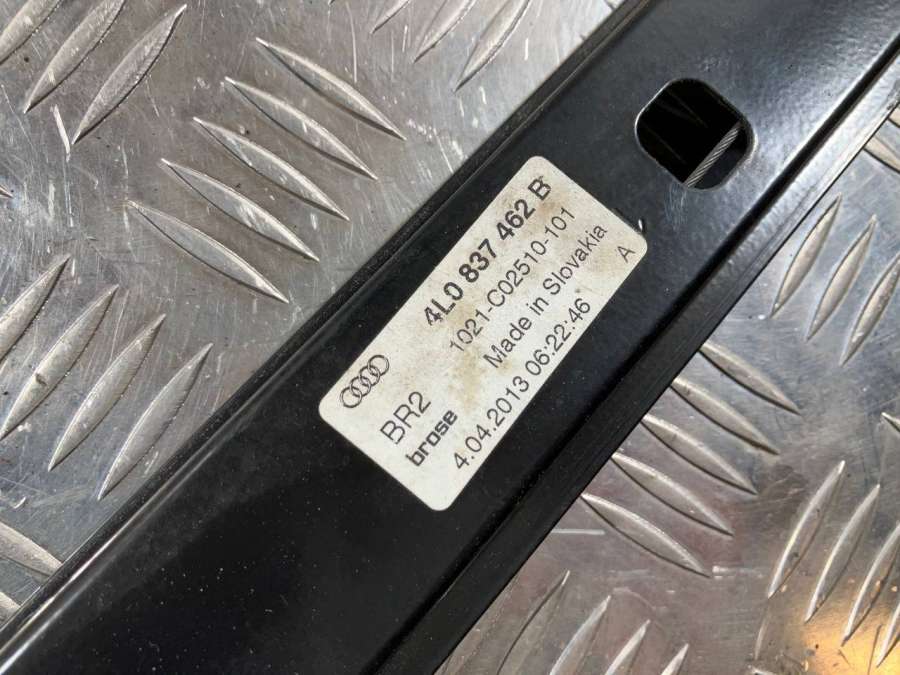 4L0 837 462 B
1021-C02510-101
BR2 Made in Slovakia A
brose 4.04.2013 06:22:46